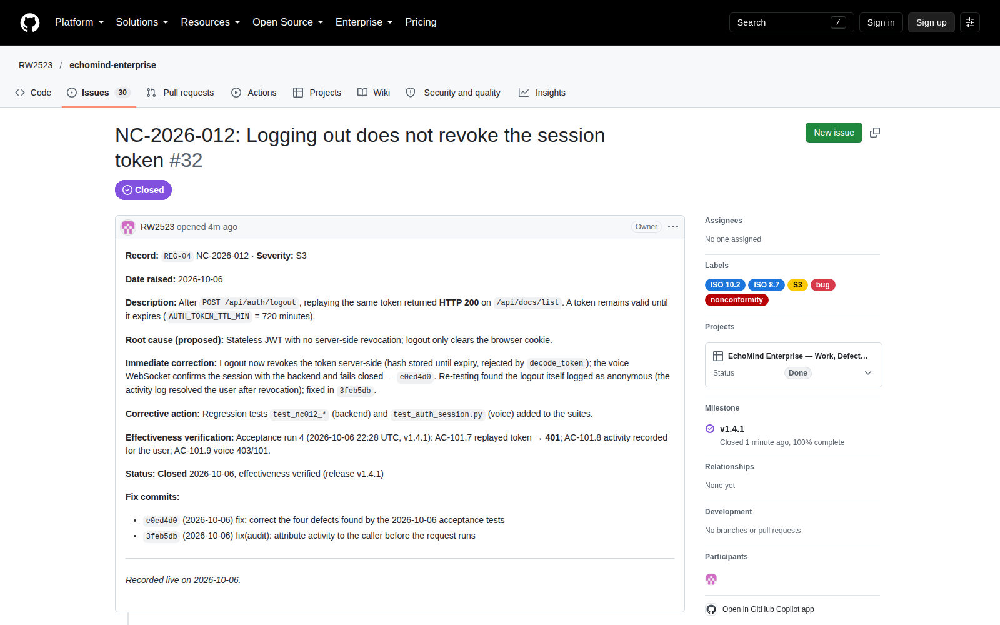 Platform
Solutions
Resources
Open Source
Enterprise
Pricing
Search
/
Sign in
Sign up
RW2523 / echomind-enterprise
Code
Issues 30
Pull requests
Actions
Projects
Wiki
Security and quality
Insights
NC-2026-012: Logging out does not revoke the session
token #32
New issue
Closed
RW2523 opened 4m ago
Owner
Record: REG-04 NC-2026-012 · Severity: S3
Date raised: 2026-10-06
Description: After POST /api/auth/logout, replaying the same token returned HTTP 200 on /api/docs/list. A token remains valid until
it expires (AUTH_TOKEN_TTL_MIN = 720 minutes).
Root cause (proposed): Stateless JWT with no server-side revocation; logout only clears the browser cookie.
Immediate correction: Logout now revokes the token server-side (hash stored until expiry, rejected by decode_token); the voice
WebSocket confirms the session with the backend and fails closed — e0ed4d0. Re-testing found the logout itself logged as anonymous (the
activity log resolved the user after revocation); fixed in 3feb5db.
Corrective action: Regression tests test_nc012_* (backend) and test_auth_session.py (voice) added to the suites.
Effectiveness verification: Acceptance run 4 (2026-10-06 22:28 UTC, v1.4.1): AC-101.7 replayed token → 401; AC-101.8 activity recorded
for the user; AC-101.9 voice 403/101.
Status: Closed 2026-10-06, effectiveness verified (release v1.4.1)
Fix commits:
• e0ed4d0 (2026-10-06) fix: correct the four defects found by the 2026-10-06 acceptance tests
• 3feb5db (2026-10-06) fix(audit): attribute activity to the caller before the request runs
Recorded live on 2026-10-06.
Assignees
No one assigned
Labels
ISO 10.2
ISO 8.7
S3
bug
nonconformity
Projects
EchoMind Enterprise — Work, Defect…
Status
Done
Milestone
v1.4.1
Closed 1 minute ago, 100% complete
Relationships
None yet
Development
No branches or pull requests
Participants
Open in GitHub Copilot app